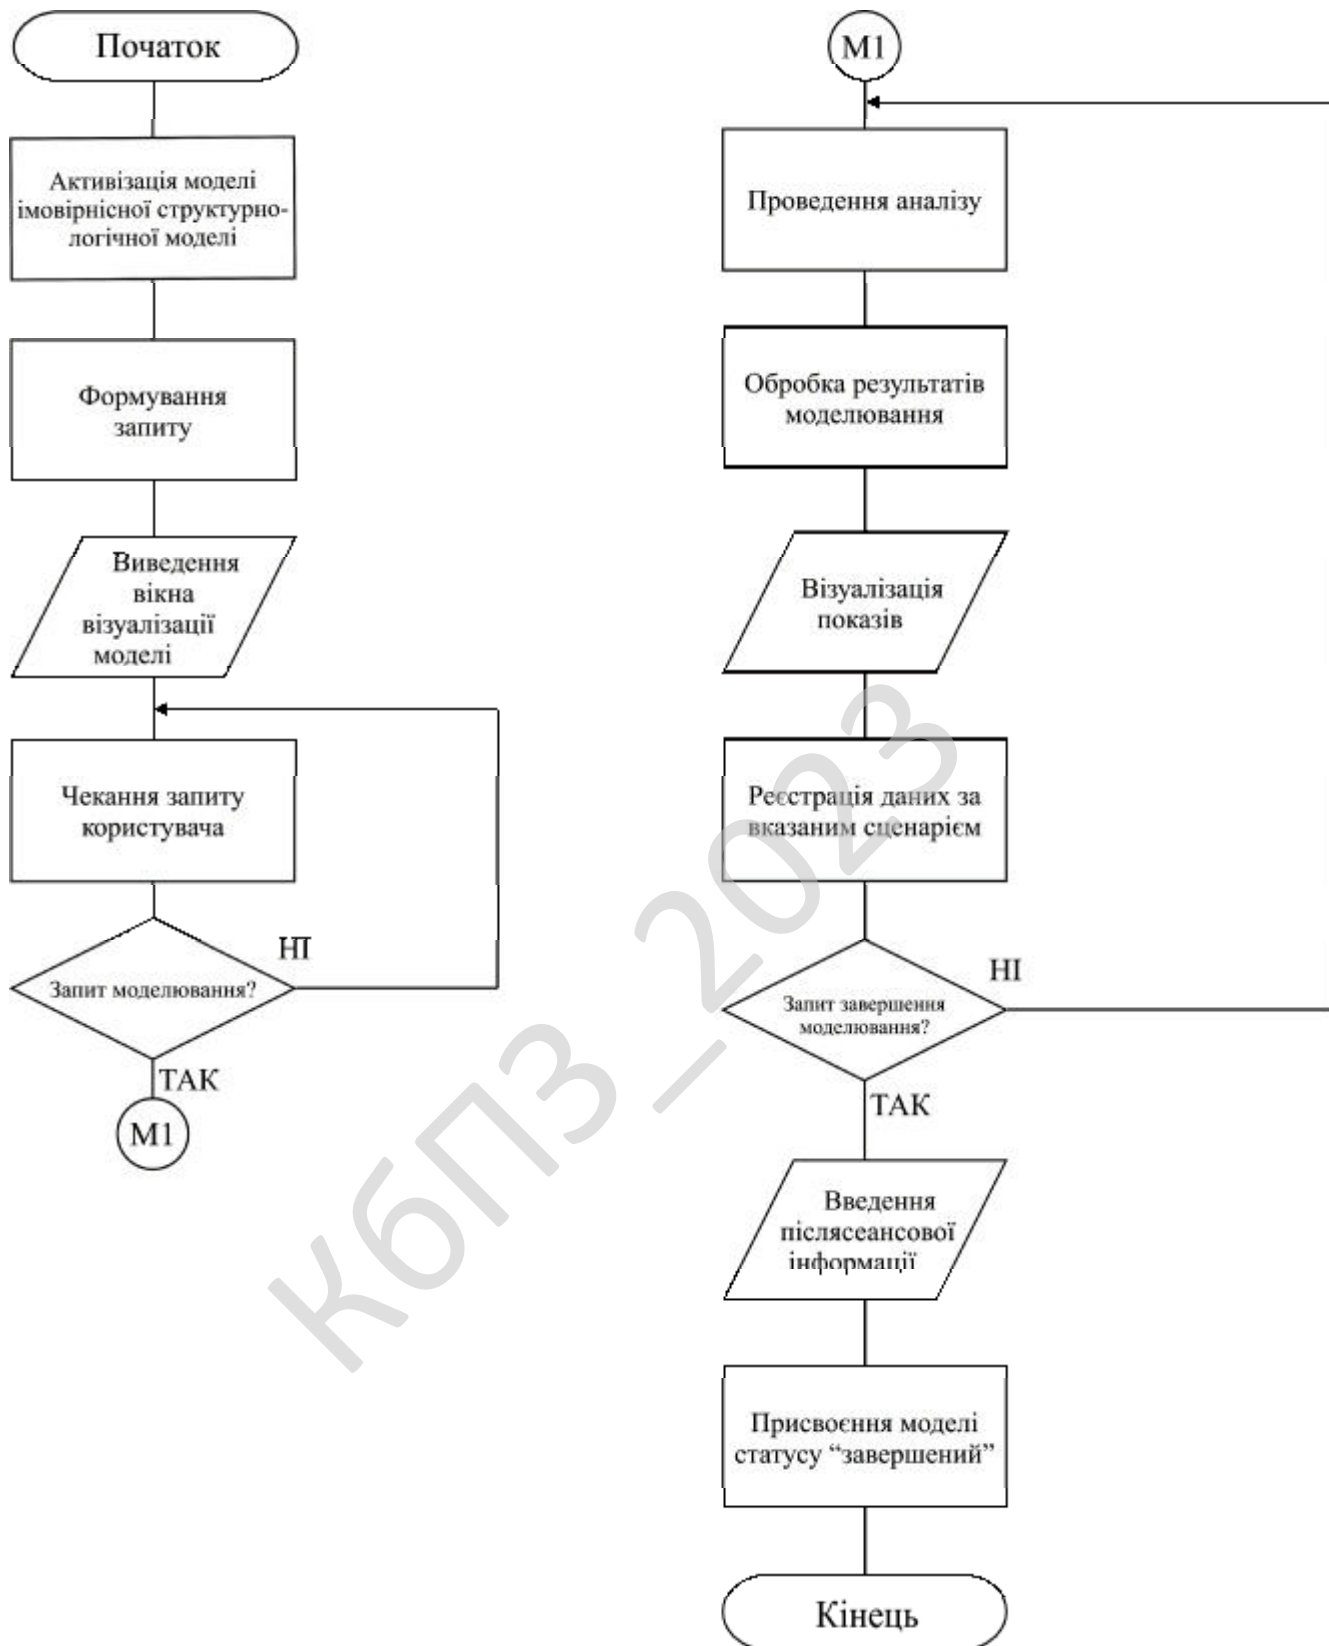 Початок
Активізація моделі
імовірнісної структурно-
логічної моделі
Формування
запиту
Виведення
вікна
візуалізації
моделі
Чекання запиту
користувача
Запит моделювання?
НІ
ТАК
М1
М1
Проведення аналізу
Обробка результатів
моделювання
Візуалізація
показів
Реєстрація даних за
вказаним сценарієм
Запит завершення
моделювання?
НІ
ТАК
Введення
післясеансової
інформації
Присвоєння моделі
статусу “завершений”
Кінець
КбПЗ_2023